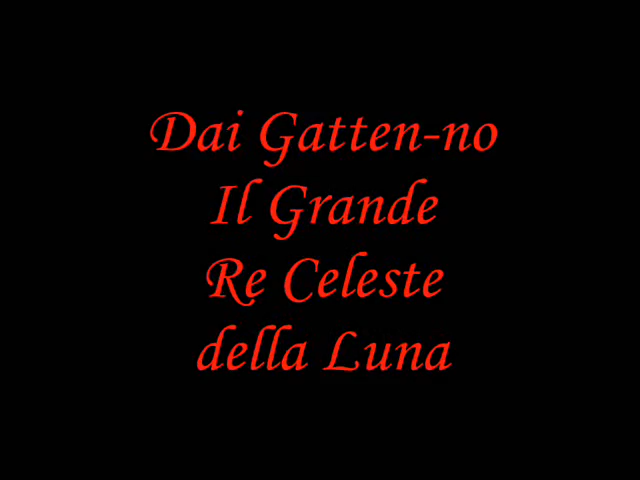 Dai Gatten-no
Il Grande
Re Celeste
della Luna